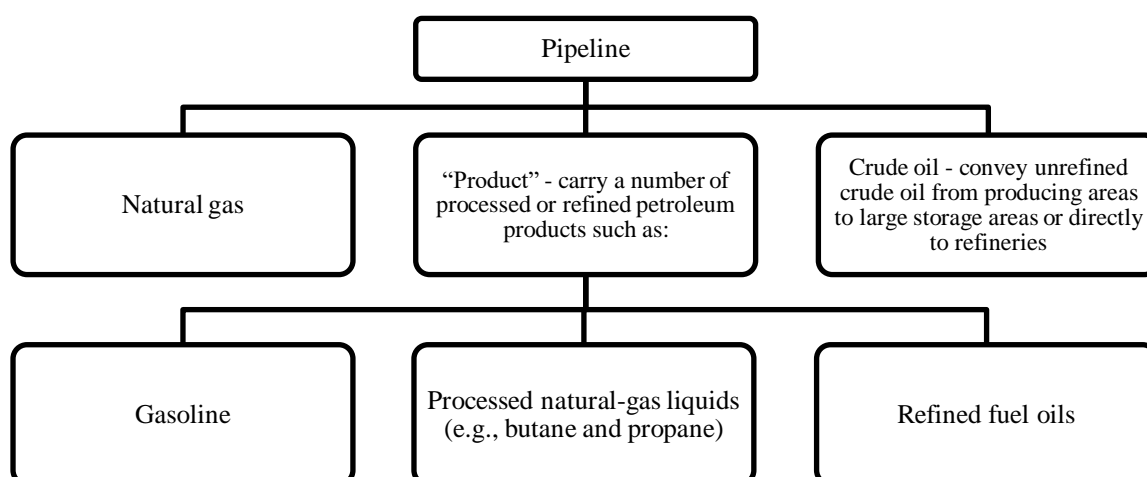 Pipeline
Natural gas
“Product” - carry a number of
processed or refined petroleum
products such as:
Crude oil - convey unrefined
crude oil from producing areas
to large storage areas or directly
to refineries
Gasoline
Processed natural-gas liquids
(e.g., butane and propane)
Refined fuel oils